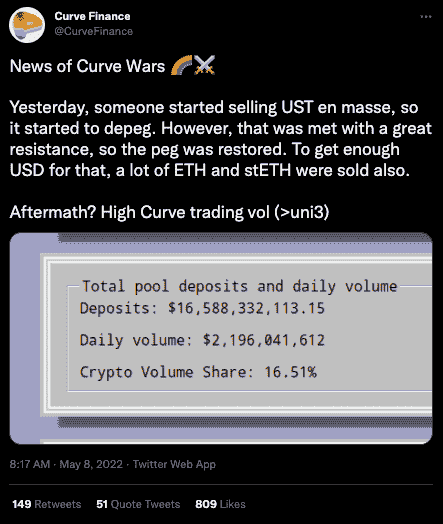 Curve Finance
@CurveFinance
News of Curve Wars
Yesterday, someone started selling UST en masse, so
it started to depeg. However, that was met with a great
resistance, so the peg was restored. To get enough
USD for that, a lot of ETH and stETH were sold also.
Aftermath? High Curve trading vol (>uni3)
Total pool deposits and daily volume
Deposits: $16,588,332,113.15
Daily volume: $2,196,041,612
Crypto Volume Share: 16.51%
8:17 AM · May 8, 2022 · Twitter Web App
149 Retweets 51 Quote Tweets 809 Likes